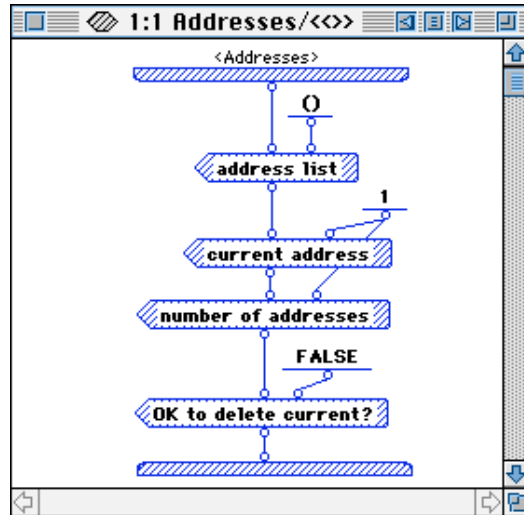 1:1 Addresses/<<>>
<Addresses>
()
address list
1
current address
number of addresses
FALSE
OK to delete current?